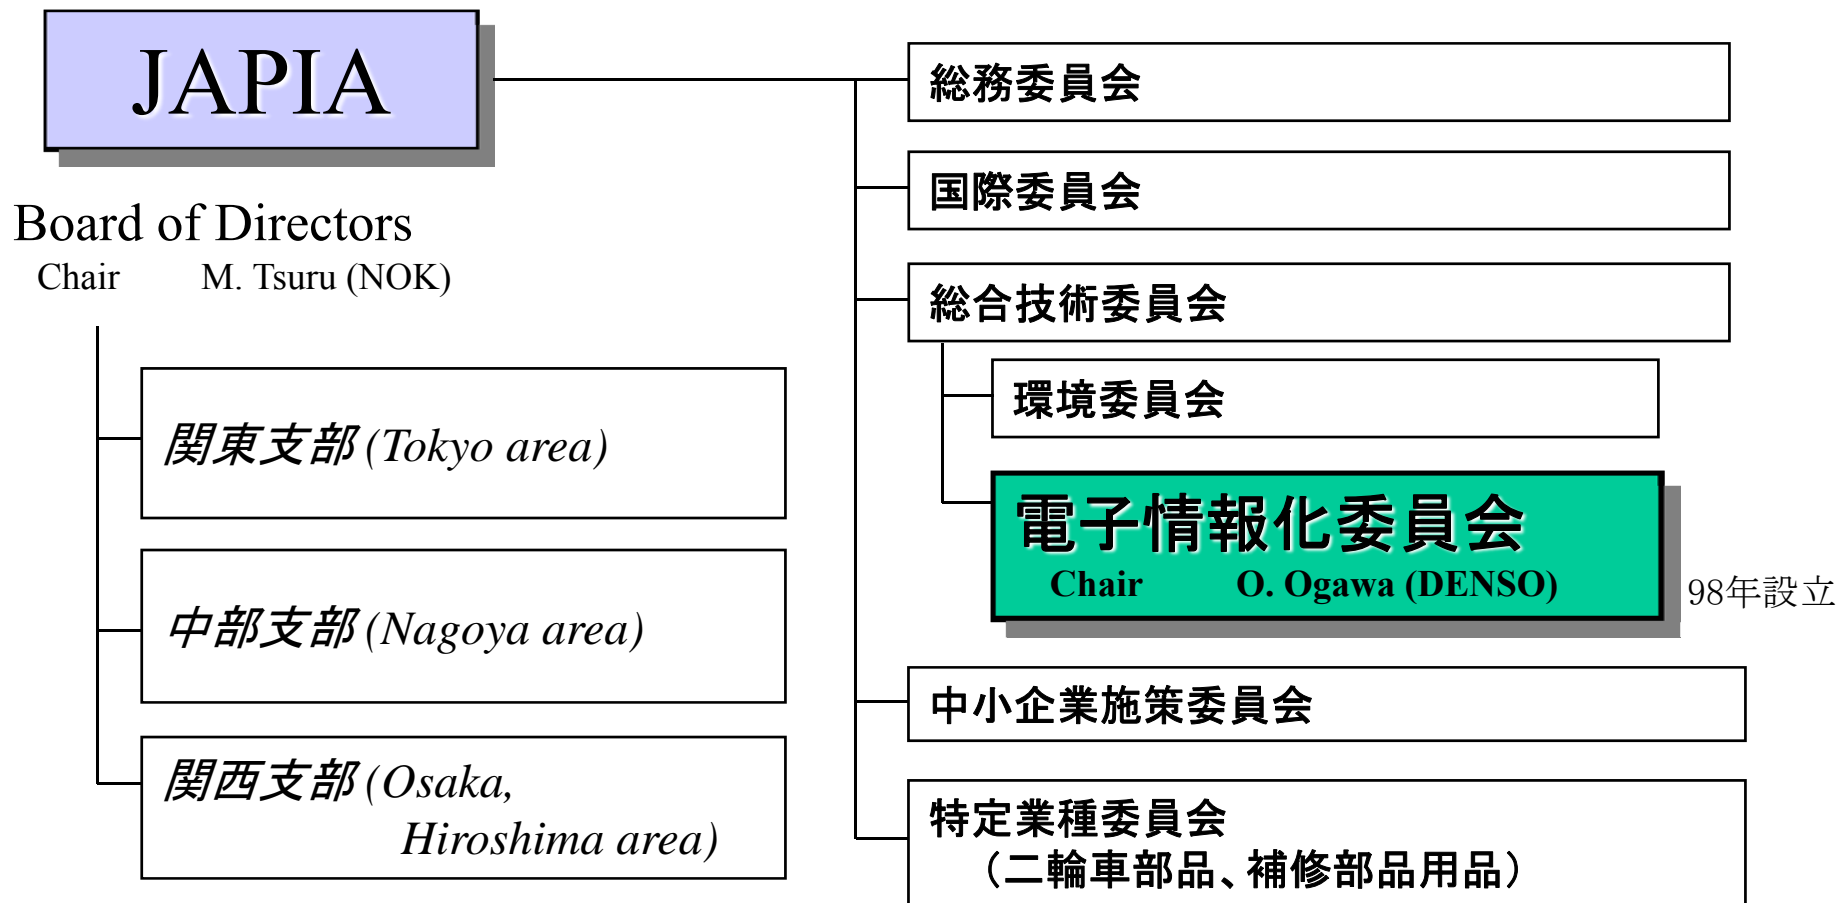 JAPIA
Board of Directors
Chair M. Tsuru (NOK)
関東支部 (Tokyo area)
中部支部 (Nagoya area)
関西支部 (Osaka,
Hiroshima area)
総務委員会
国際委員会
総合技術委員会
環境委員会
電子情報化委員会
Chair O. Ogawa (DENSO)
98年設立
中小企業施策委員会
特定業種委員会
（二輪車部品、補修部品用品）